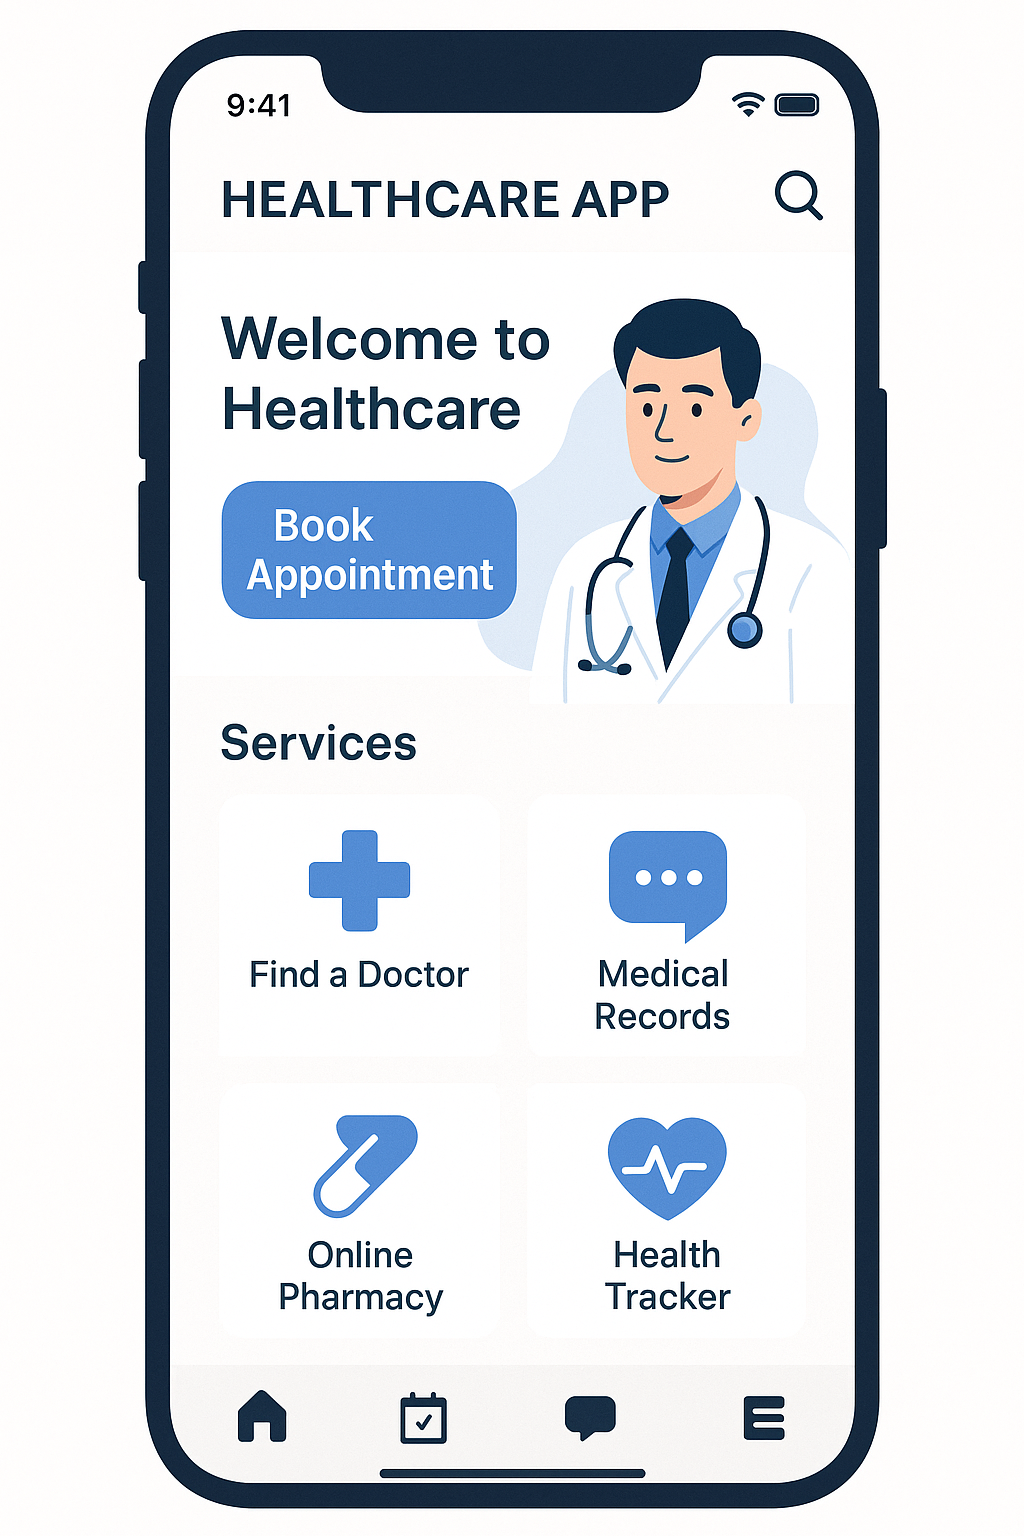 9:41
HEALTHCARE APP
Welcome to
Healthcare
Book
Appointment
Services
Find a Doctor
Medical
Records
Online
Pharmacy
Health
Tracker